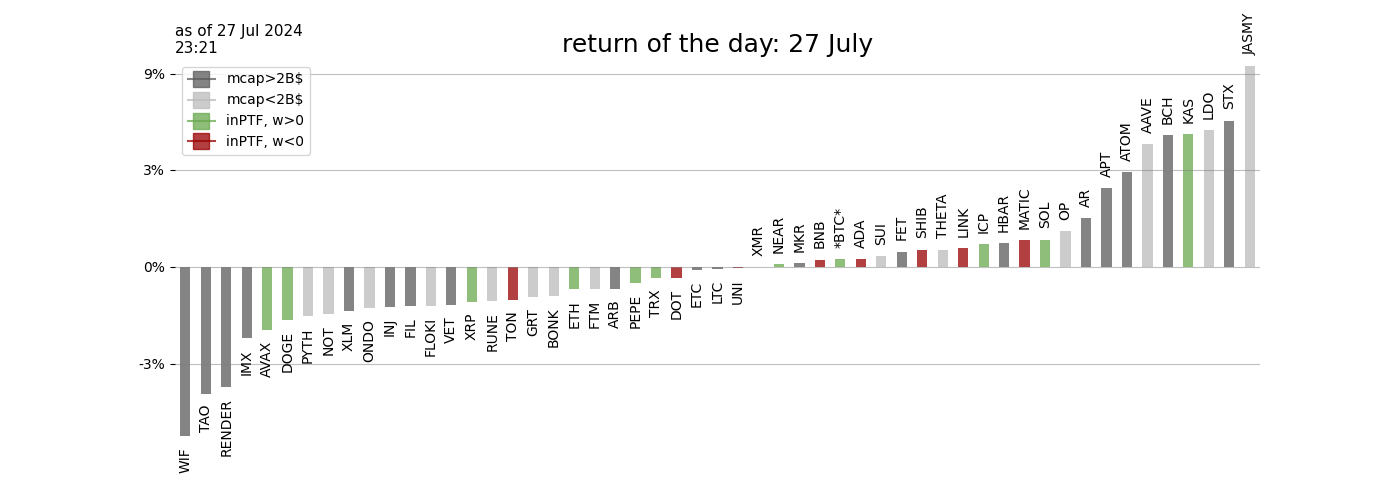 as of 27 Jul 2024
23:21
return of the day: 27 July
mcap>2B$
mcap<2B$
inPTF, w>0
inPTF, w<0
9%
3%
0%
-3%
WIF
TAO
RENDER
IMX
AVAX
DOGE
PYTH
NOT
XLM
ONDO
INJ
FIL
FLOKI
VET
XRP
RUNE
TON
GRT
BONK
ETH
FTM
ARB
PEPE
TRX
DOT
ETC
LTC
UNI
XMR
NEAR
MKR
BNB
*BTC*
ADA
SUI
FET
SHIB
THETA
LINK
ICP
HBAR
MATIC
SOL
OP
AR
APT
ATOM
AAVE
BCH
KAS
LDO
STX
JASMY